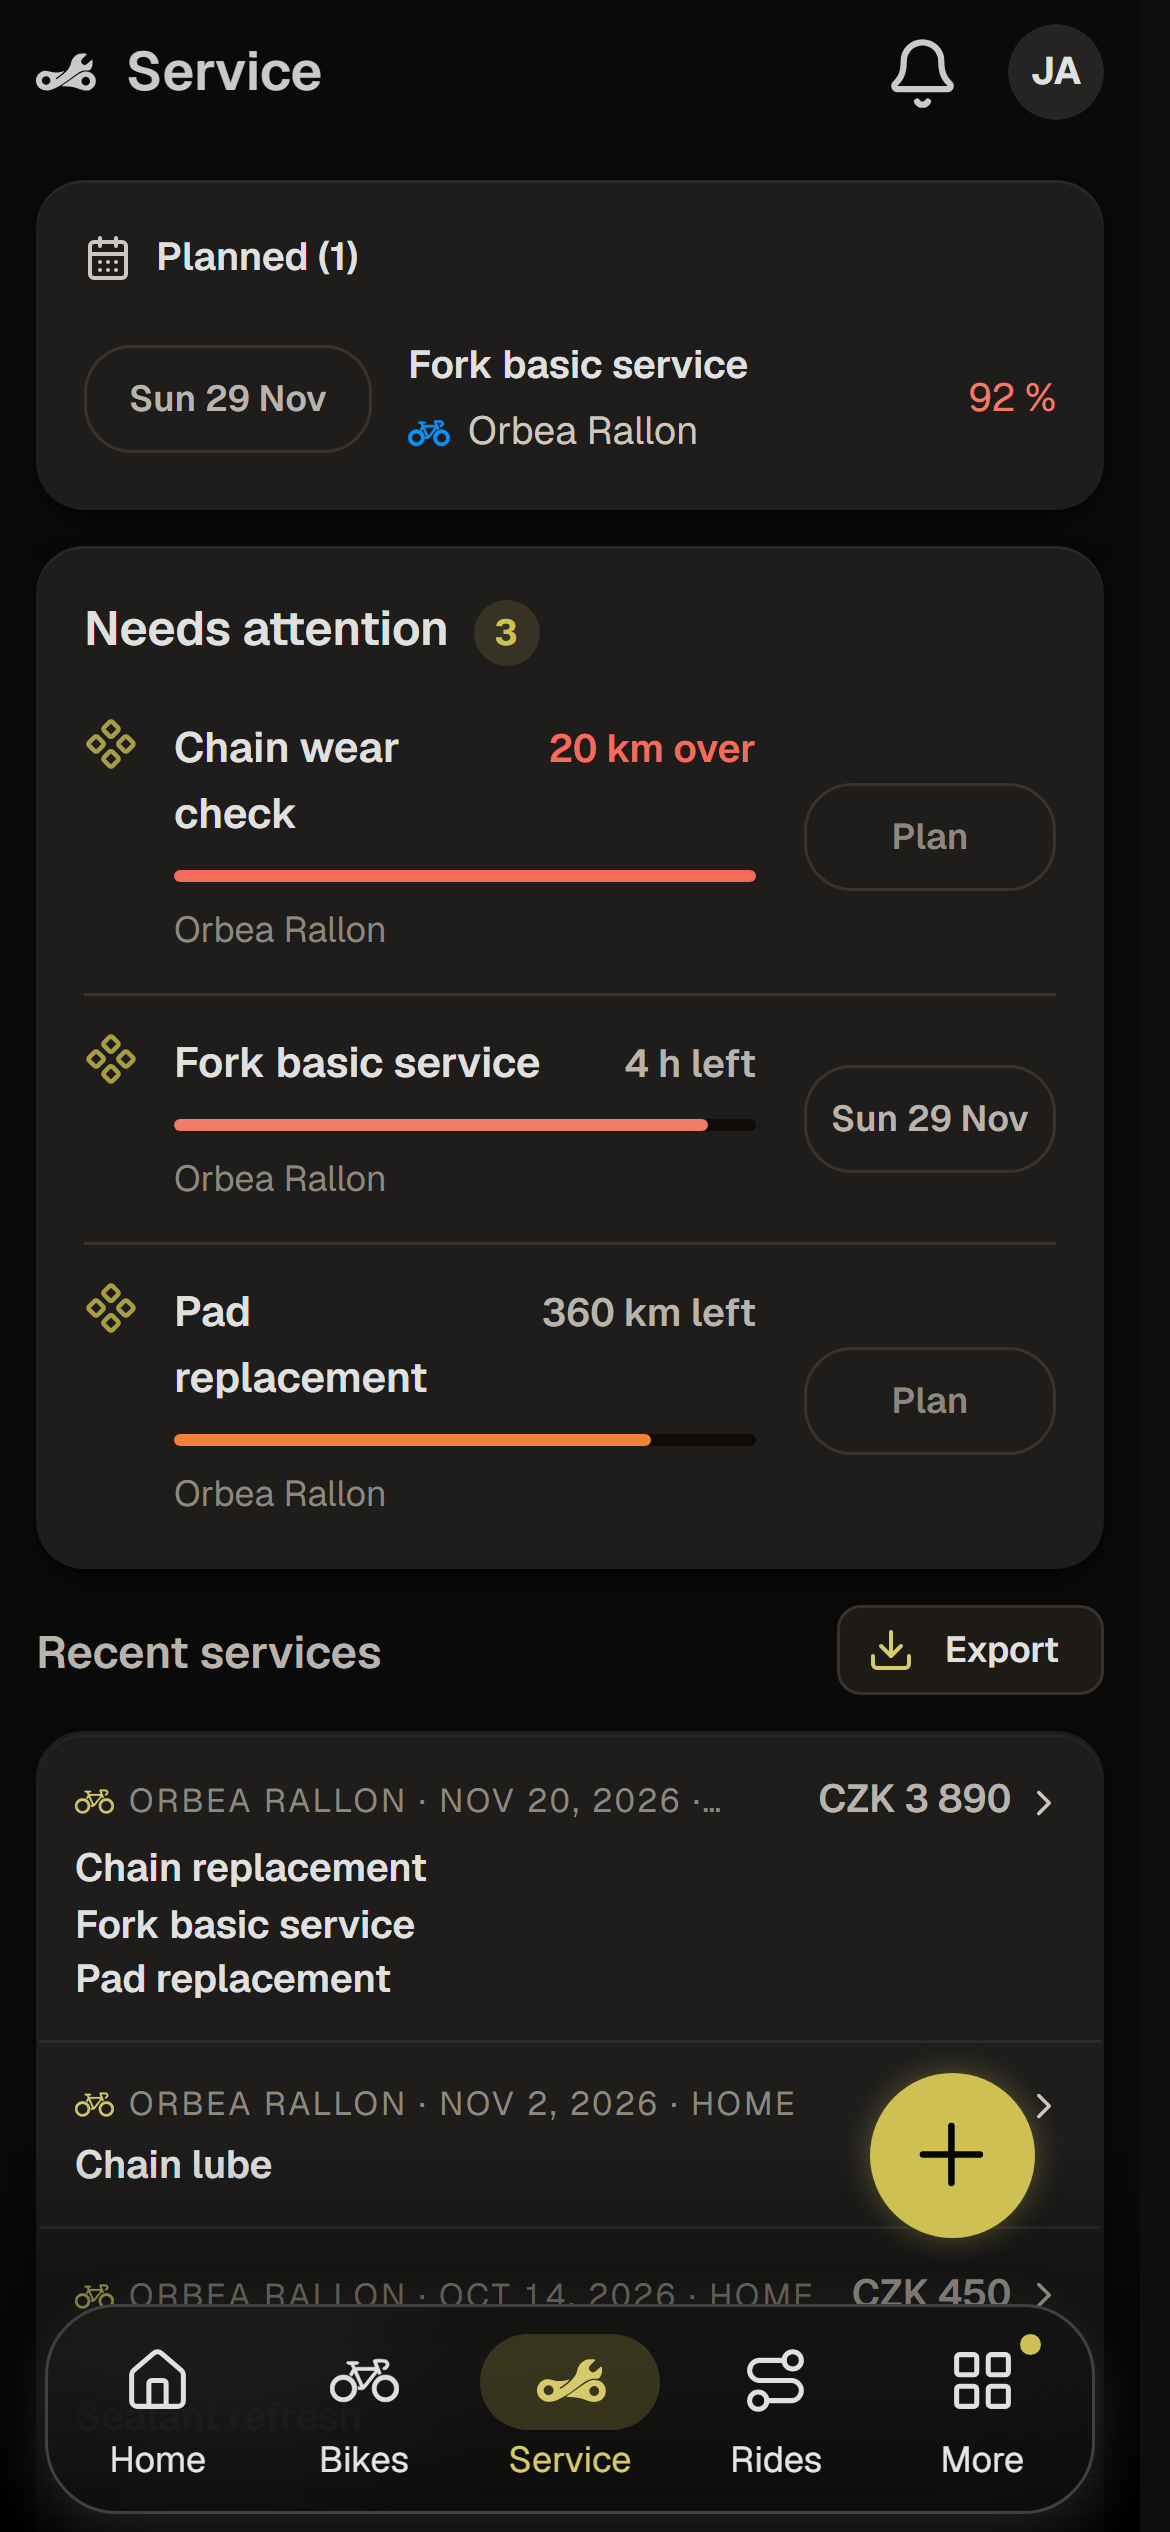 Service
JA
Planned (1)
Sun 29 Nov
Fork basic service
Orbea Rallon
92 %
Needs attention 3
Chain wear
check
20 km over
Plan
Orbea Rallon
Fork basic service
4 h left
Sun 29 Nov
Orbea Rallon
Pad
replacement
360 km left
Plan
Orbea Rallon
Recent services
Export
ORBEA RALLON · NOV 20, 2026 ·…
CZK 3 890
Chain replacement
Fork basic service
Pad replacement
ORBEA RALLON · NOV 2, 2026 · HOME
Chain lube
ORBEA RALLON · OCT 14, 2026 · HOME
CZK 450
Sealant refresh
Home
Bikes
Service
Rides
More